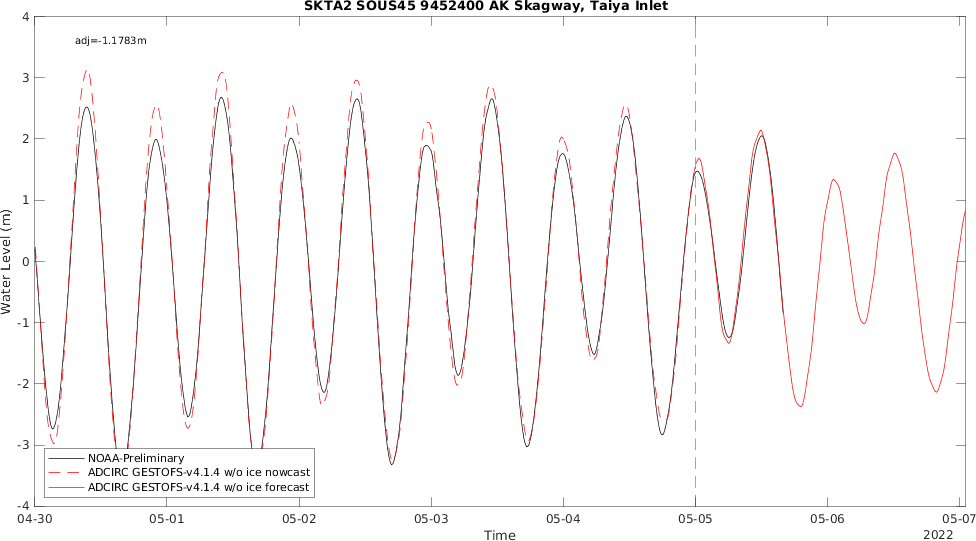 SKTA2 SOUS45 9452400 AK Skagway, Taiya Inlet
4
adj=-1.1783m
3
2
1
0
-1
-2
-3
-4
Water Level (m)
NOAA-Preliminary
ADCIRC GESTOFS-v4.1.4 w/o ice nowcast
ADCIRC GESTOFS-v4.1.4 w/o ice forecast
04-30 05-01 05-02 05-03 05-04 05-05 05-06 05-07
Time
2022